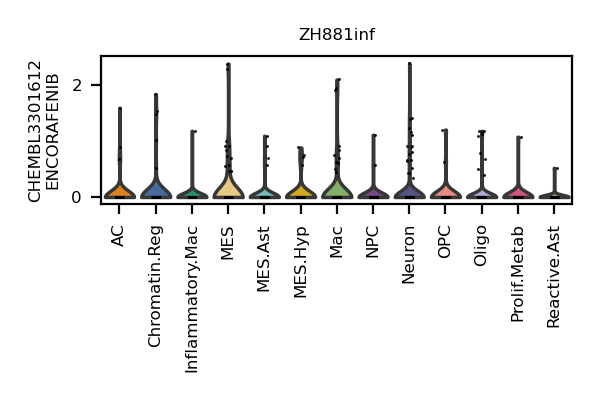 ZH881inf
CHEMBL3301612
ENCORAFENIB
2
0
AC
Chromatin.Reg
Inflammatory.Mac
MES
MES.Ast
MES.Hyp
Mac
NPC
Neuron
OPC
Oligo
Prolif.Metab
Reactive.Ast